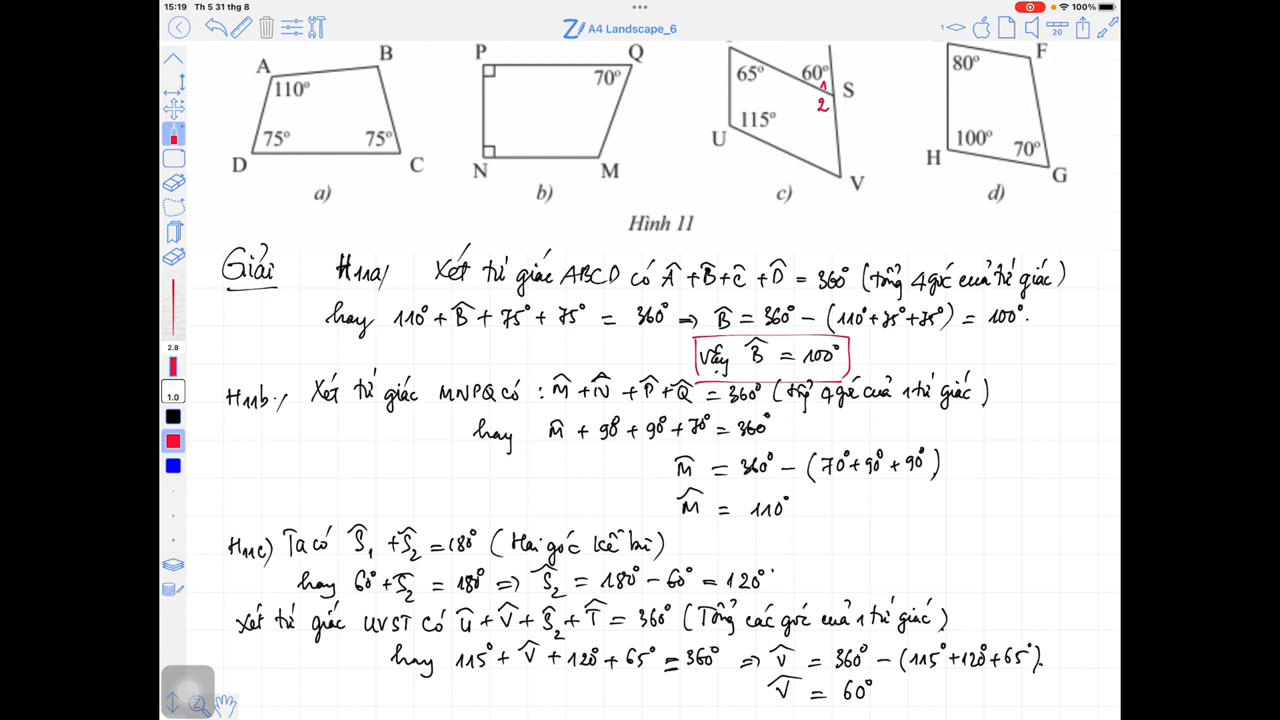 15:19 Th 5 31 thg 8
100%
A4 Landscape_6
A B 110° 75° 75° D C
P Q 70° N M
65° 60° 1 S 2 115° U V
F 80° 100° 70° H G
a) b) c) d)
Hình 11
Giải H11a/ Xét tứ giác ABCD có Â + B̂ + Ĉ + D̂ = 360° (tổng 4 góc của tứ giác)
hay 110° + B̂ + 75° + 75° = 360° ⇒ B̂ = 360° - (110° + 75° + 75°) = 100°.
Vậy B̂ = 100°
H11b/ Xét tứ giác MNPQ có : M̂ + N̂ + P̂ + Q̂ = 360° (tổng 4 góc của 1 tứ giác)
hay M̂ + 90° + 90° + 70° = 360°
M̂ = 360° - (70° + 90° + 90°)
M̂ = 110°
H11c) Ta có Ŝ1 + Ŝ2 = 180° (Hai góc kề bù)
hay 60° + Ŝ2 = 180° ⇒ Ŝ2 = 180° - 60° = 120°.
Xét tứ giác UVST có Û + V̂ + Ŝ2 + T̂ = 360° (Tổng các góc của 1 tứ giác)
hay 115° + V̂ + 120° + 65° = 360° ⇒ V̂ = 360° - (115° + 120° + 65°).
V̂ = 60°
2.8
1.0